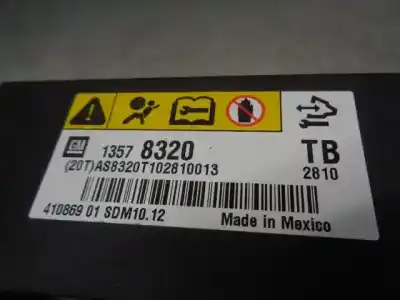 GM 1357 8320 TB
(20T)AS8320T102810013 2810
410869 01 SDM10.12 Made in Mexico